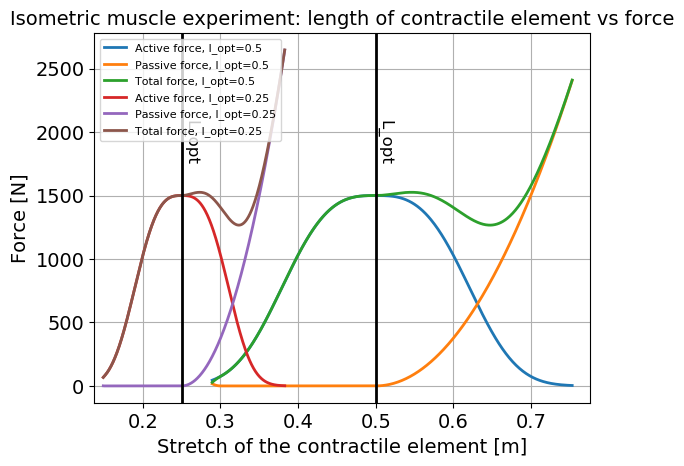 Isometric muscle experiment: length of contractile element vs force
Active force, l_opt=0.5
Passive force, l_opt=0.5
Total force, l_opt=0.5
Active force, l_opt=0.25
Passive force, l_opt=0.25
Total force, l_opt=0.25
L_opt
L_opt
Force [N]
2500
2000
1500
1000
500
0
0.2 0.3 0.4 0.5 0.6 0.7
Stretch of the contractile element [m]